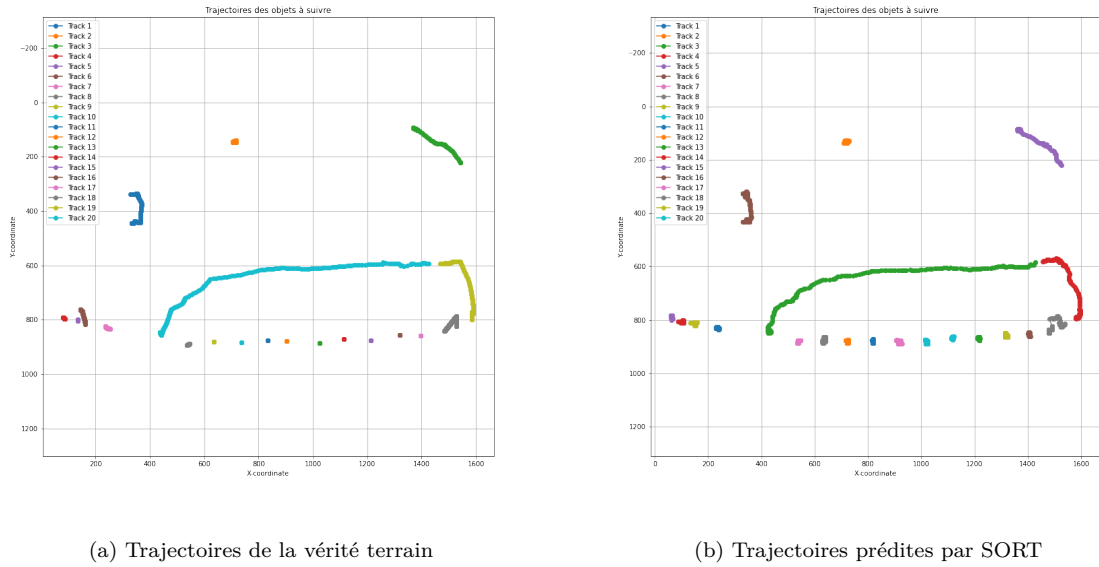 Trajectoires des objets à suivre
Track 1
Track 2
Track 3
Track 4
Track 5
Track 6
Track 7
Track 8
Track 9
Track 10
Track 11
Track 12
Track 13
Track 14
Track 15
Track 16
Track 17
Track 18
Track 19
Track 20
Y-coordinate
−200
0
200
400
600
800
1000
1200
200 400 600 800 1000 1200 1400 1600
X-coordinate
(a) Trajectoires de la vérité terrain
Trajectoires des objets à suivre
Track 1
Track 2
Track 3
Track 4
Track 5
Track 6
Track 7
Track 8
Track 9
Track 10
Track 11
Track 12
Track 13
Track 14
Track 15
Track 16
Track 17
Track 18
Track 19
Track 20
Y-coordinate
−200
0
200
400
600
800
1000
1200
0 200 400 600 800 1000 1200 1400 1600
X-coordinate
(b) Trajectoires prédites par SORT